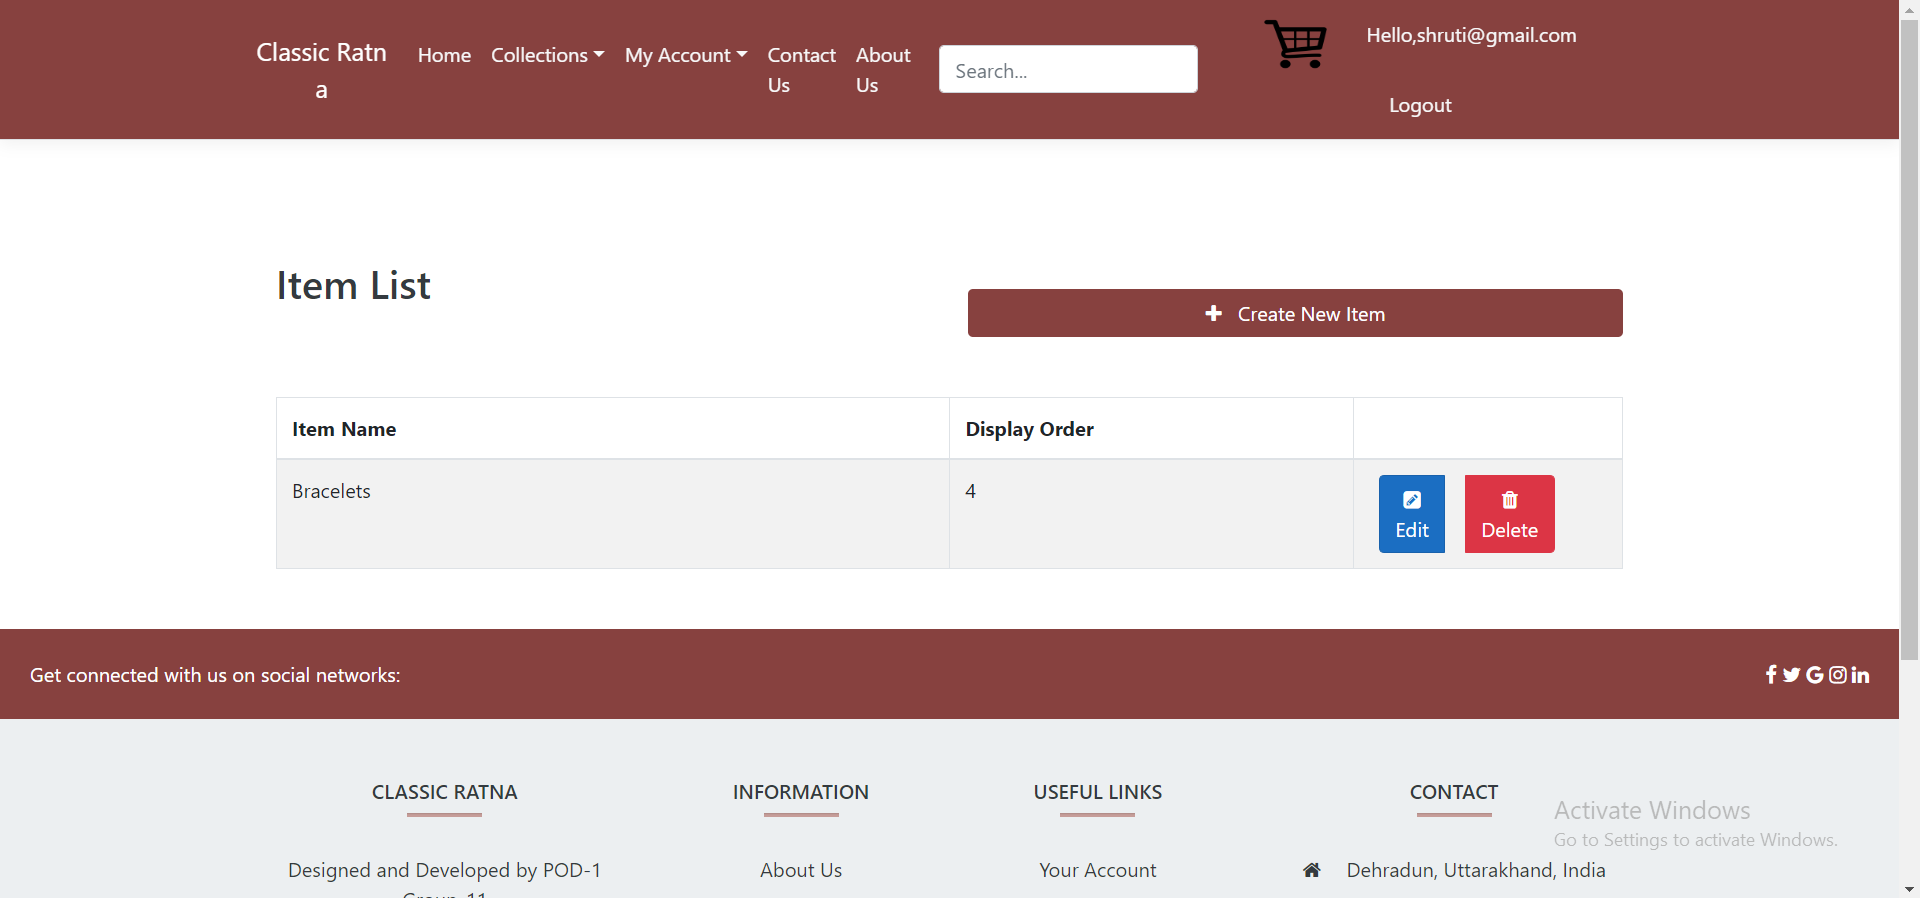 Classic Ratn
a
Home
Collections
My Account
Contact
Us
About
Us
Search...
Hello,shruti@gmail.com
Logout
Item List
Create New Item
Item Name
Display Order
Bracelets
4
Edit
Delete
Get connected with us on social networks:
CLASSIC RATNA
INFORMATION
USEFUL LINKS
CONTACT
Activate Windows
Go to Settings to activate Windows.
Designed and Developed by POD-1
Group-11
About Us
Your Account
Dehradun, Uttarakhand, India